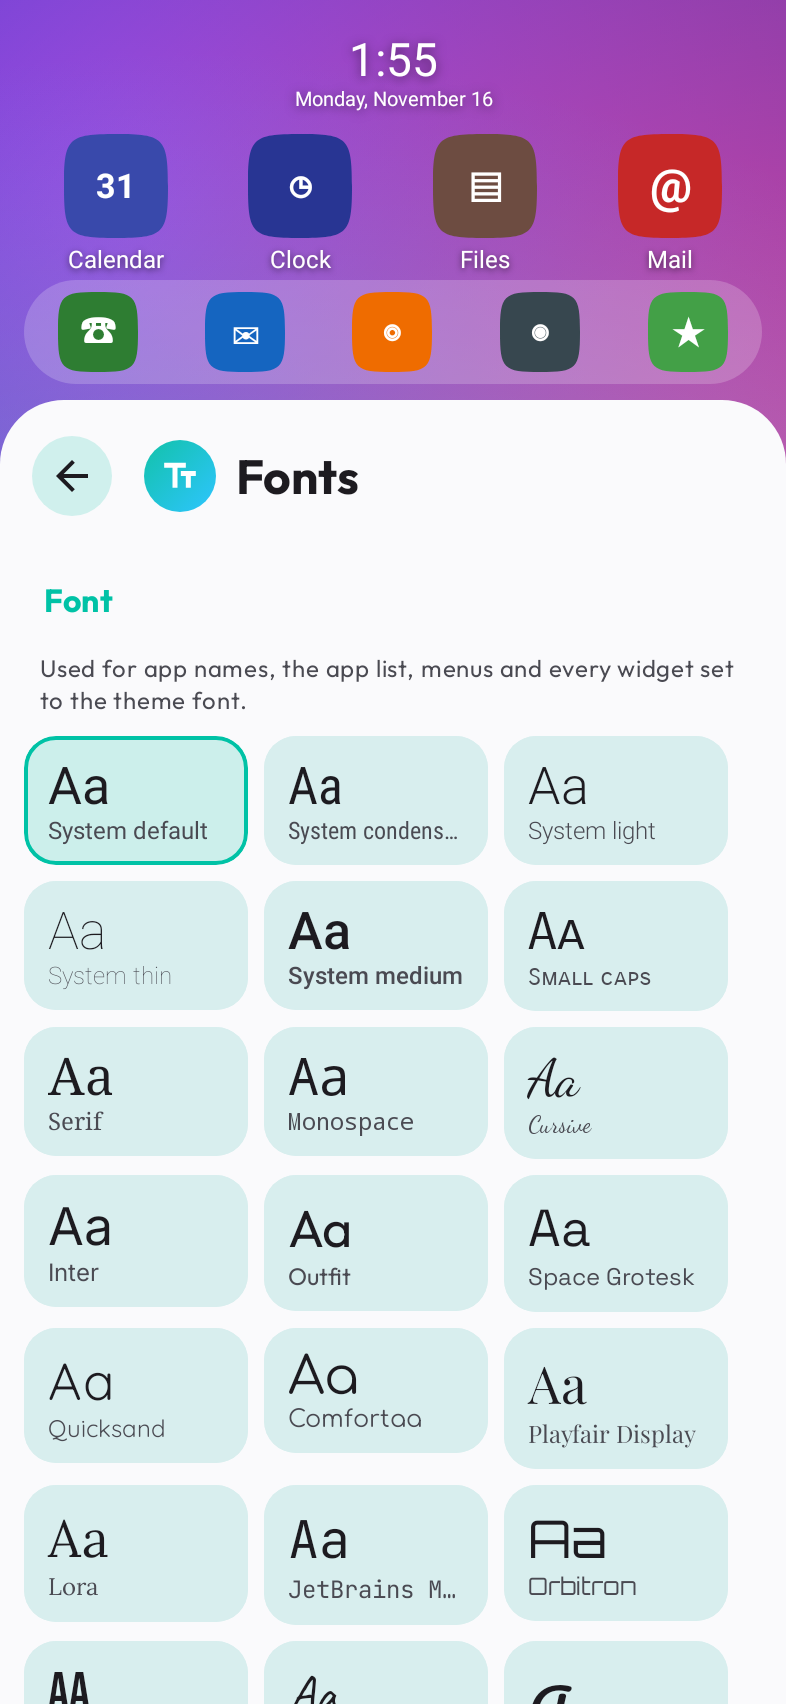 1:55
Monday, November 16
31
@
Calendar
Clock
Files
Mail
Tт
Fonts
Font
Used for app names, the app list, menus and every widget set
to the theme font.
Aa
System default
Aa
System condens…
Aa
System light
Aa
System thin
Aa
System medium
Aa
Small caps
Aa
Serif
Aa
Monospace
Aa
Cursive
Aa
Inter
Aa
Outfit
Aa
Space Grotesk
Aa
Quicksand
Aa
Comfortaa
Aa
Playfair Display
Aa
Lora
Aa
JetBrains M…
Aa
Orbitron
AA
Aa